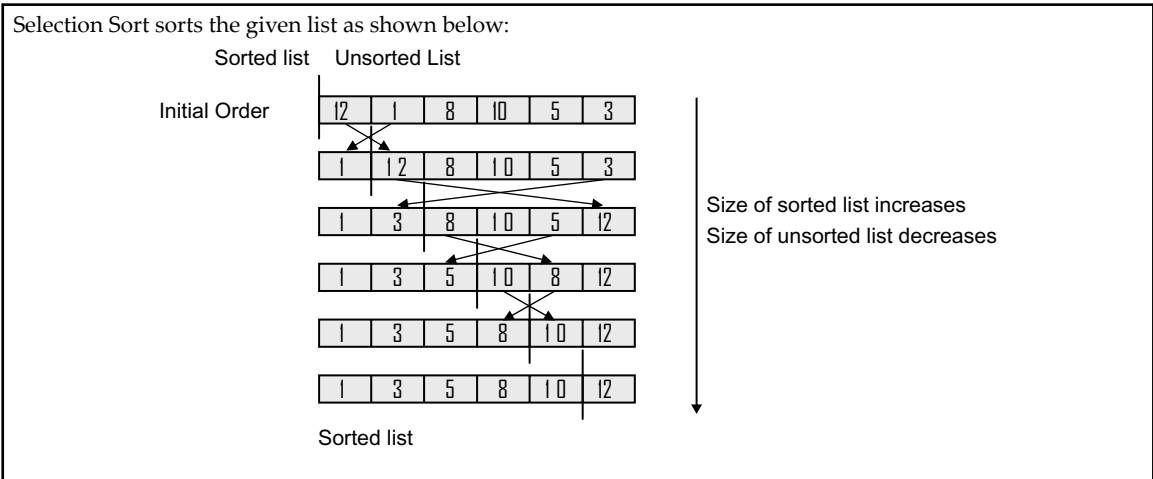 Selection Sort sorts the given list as shown below:
Sorted list Unsorted List
Initial Order 12 1 8 10 5 3
1 12 8 10 5 3
1 3 8 10 5 12
Size of sorted list increases
Size of unsorted list decreases
1 3 5 10 8 12
1 3 5 8 10 12
1 3 5 8 10 12
Sorted list